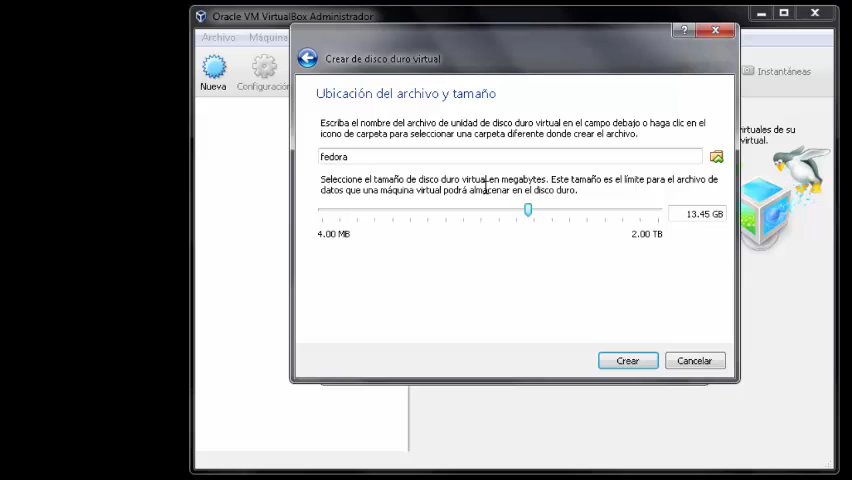 Oracle VM VirtualBox Administrador
Archivo Máquina
?
Crear de disco duro virtual
Nueva
Configuración
Instantáneas
Ubicación del archivo y tamaño
Escriba el nombre del archivo de unidad de disco duro virtual en el campo debajo o haga clic en el
icono de carpeta para seleccionar una carpeta diferente donde crear el archivo.
irtuales de su
virtual.
fedora
Seleccione el tamaño de disco duro virtual en megabytes. Este tamaño es el límite para el archivo de
datos que una máquina virtual podrá almacenar en el disco duro.
13.45 GB
4.00 MB
2.00 TB
Crear
Cancelar